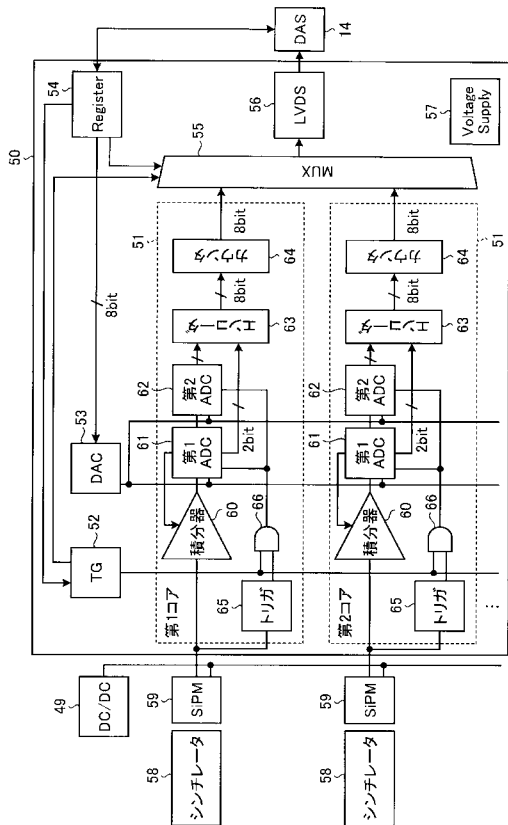 50
54
Register
DAS
14
56
LVDS
57
Voltage
Supply
55
MUX
8bit
53
DAC
52
TG
49
DC/DC
51
第1コア
58
シンチレータ
59
SiPM
60
積分器
61
第1
ADC
62
第2
ADC
2bit
63
エンコーダ
8bit
64
カウンタ
8bit
65
トリガ
66
51
第2コア
58
シンチレータ
59
SiPM
60
積分器
61
第1
ADC
62
第2
ADC
2bit
63
エンコーダ
8bit
64
カウンタ
8bit
65
トリガ
66
…